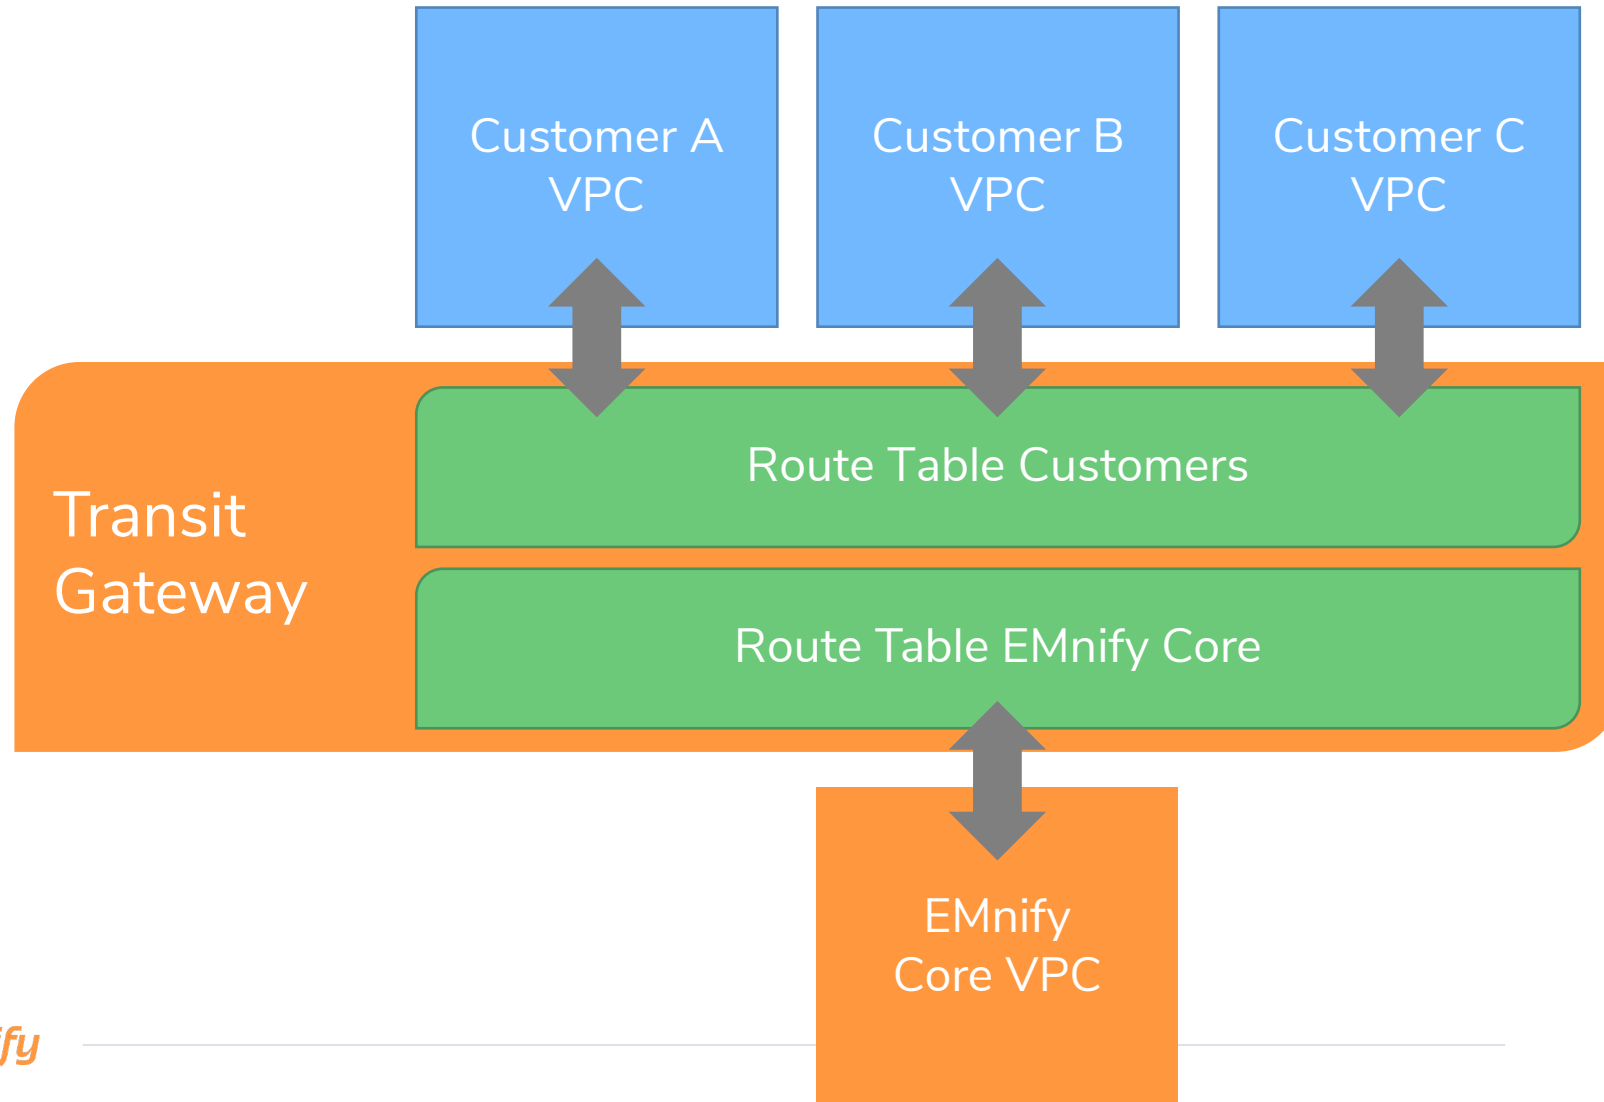 Customer A
VPC
Customer B
VPC
Customer C
VPC
Transit
Gateway
Route Table Customers
Route Table EMnify Core
EMnify
Core VPC